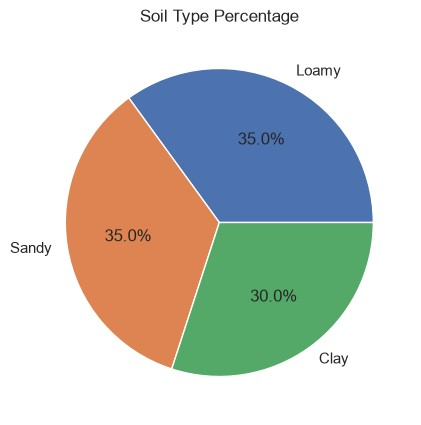 Soil Type Percentage
Loamy
35.0%
35.0%
Sandy
30.0%
Clay